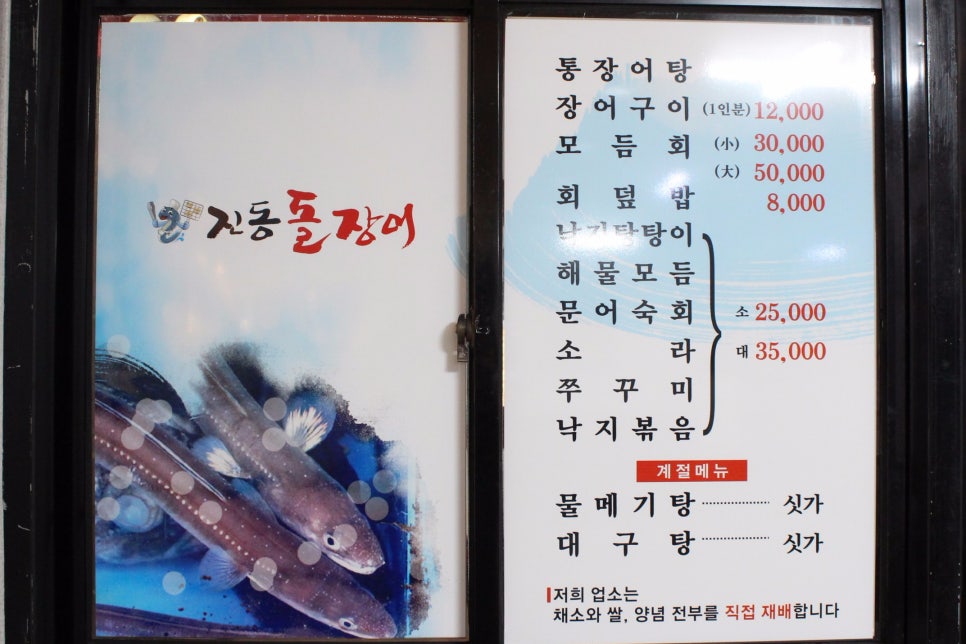 진동돌장어
통장어탕
장어구이 (1인분) 12,000
모듬회 (小) 30,000
(大) 50,000
회덮밥 8,000
낙지탕탕이
해물모듬
문어숙회 소 25,000
소라 대 35,000
쭈꾸미
낙지볶음
계절메뉴
물메기탕 ············ 싯가
대구탕 ············ 싯가
저희 업소는
채소와 쌀, 양념 전부를 직접 재배합니다